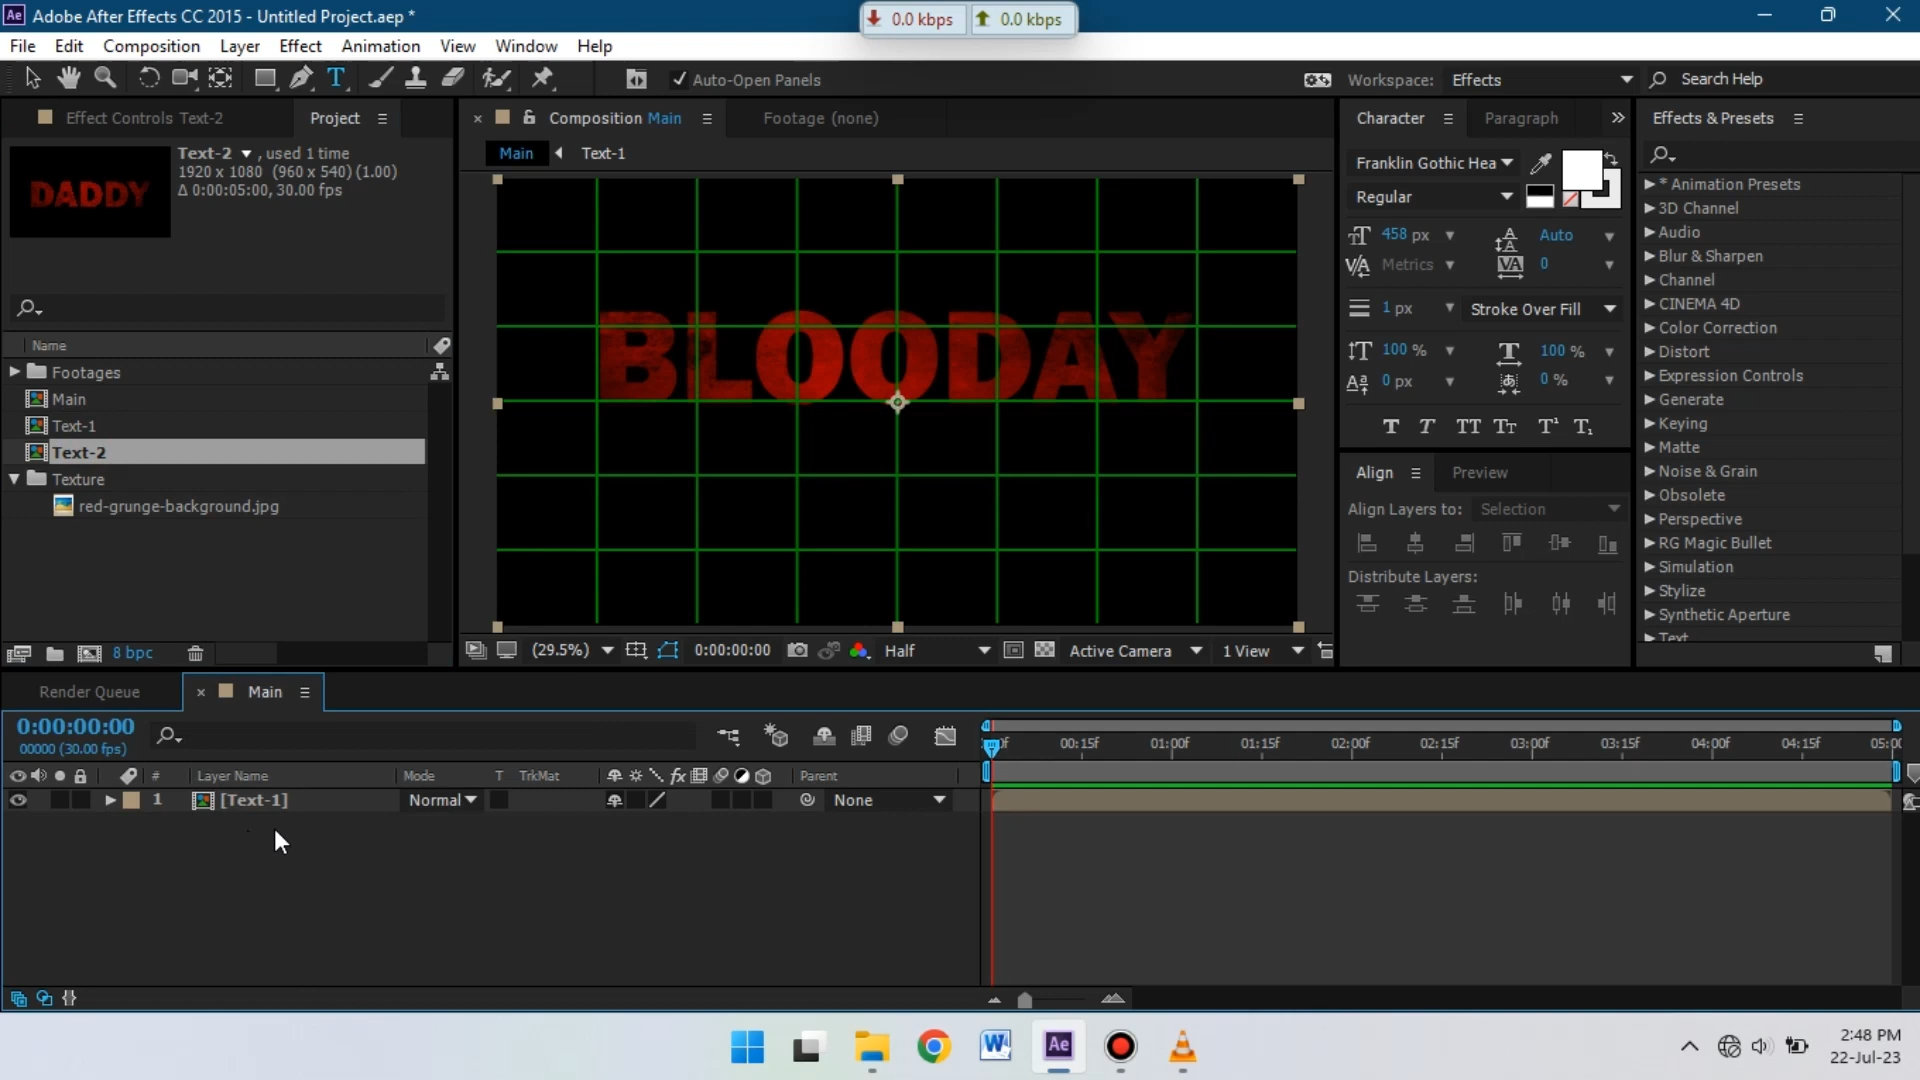 Ae Adobe After Effects CC 2015 - Untitled Project.aep *
0.0 kbps 0.0 kbps
File Edit Composition Layer Effect Animation View Window Help
T Auto-Open Panels Workspace: Effects Search Help
Effect Controls Text-2 Project Composition Main Footage (none) Character Paragraph Effects & Presets
Main Text-1
Text-2 , used 1 time
1920 x 1080 (960 x 540) (1.00)
Δ 0:00:05:00, 30.00 fps
DADDY
Name
Footages
Main
Text-1
Text-2
Texture
red-grunge-background.jpg
8 bpc
BLOODAY
(29.5%) 0:00:00:00 Half Active Camera 1 View
Franklin Gothic Hea
Regular
458 px Auto
Metrics 0
1 px Stroke Over Fill
100 % 100 %
0 px 0 %
T T TT TT T¹ T₁
Align Preview
Align Layers to: Selection
Distribute Layers:
* Animation Presets
3D Channel
Audio
Blur & Sharpen
Channel
CINEMA 4D
Color Correction
Distort
Expression Controls
Generate
Keying
Matte
Noise & Grain
Obsolete
Perspective
RG Magic Bullet
Simulation
Stylize
Synthetic Aperture
Text
Render Queue Main
0:00:00:00
00000 (30.00 fps)
00:15f 01:00f 01:15f 02:00f 02:15f 03:00f 03:15f 04:00f 04:15f
# Layer Name Mode T TrkMat fx Parent
1 [Text-1] Normal None
Ae
2:48 PM
22-Jul-23